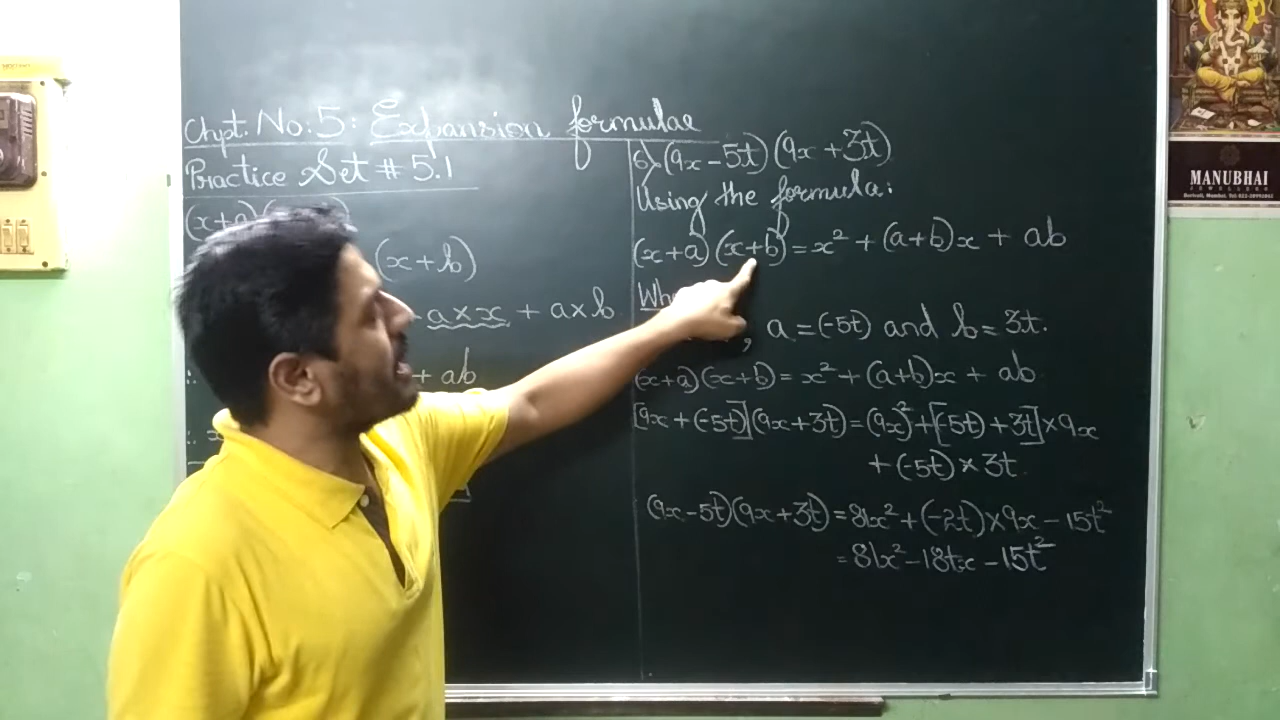 Chpt. No: 5: Expansion formulae
Practice Set # 5.1
(x+a)
(x+b)
a×x + a×b
+ ab
6) (9x-5t) (9x+3t)
Using the formula:
(x+a) (x+b) = x² + (a+b)x + ab
, a = (-5t) and b = 3t.
(x+a) (x+b) = x² + (a+b)x + ab
[9x+(-5t)](9x+3t) = (9x)² + [(-5t) + 3t] × 9x
+ (-5t) × 3t.
(9x-5t)(9x+3t) = 81x² + (-2t) × 9x - 15t²
= 81x² - 18tx - 15t²
MANUBHAI
JEWELLERS